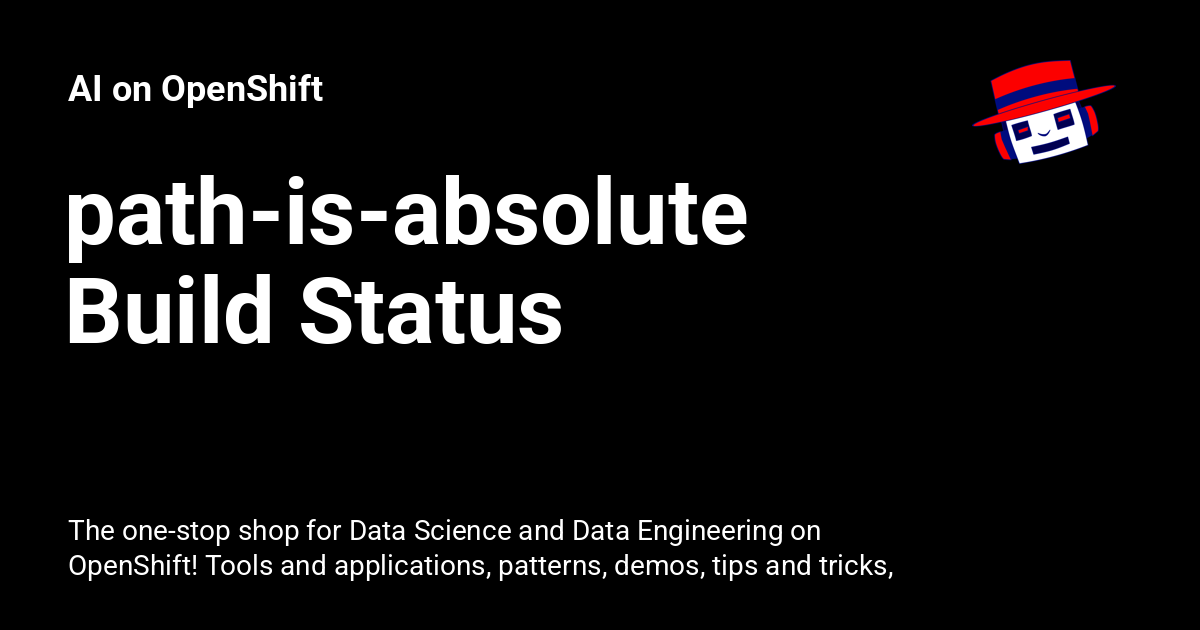 AI on OpenShift
path-is-absolute
Build Status
The one-stop shop for Data Science and Data Engineering on
OpenShift! Tools and applications, patterns, demos, tips and tricks,